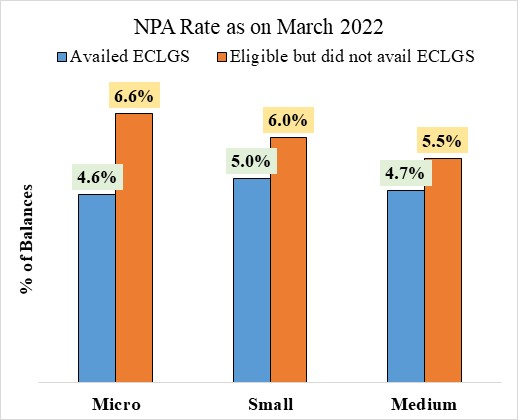 NPA Rate as on March 2022
Availed ECLGS Eligible but did not avail ECLGS
% of Balances
4.6% 6.6% 5.0% 6.0% 4.7% 5.5%
Micro Small Medium